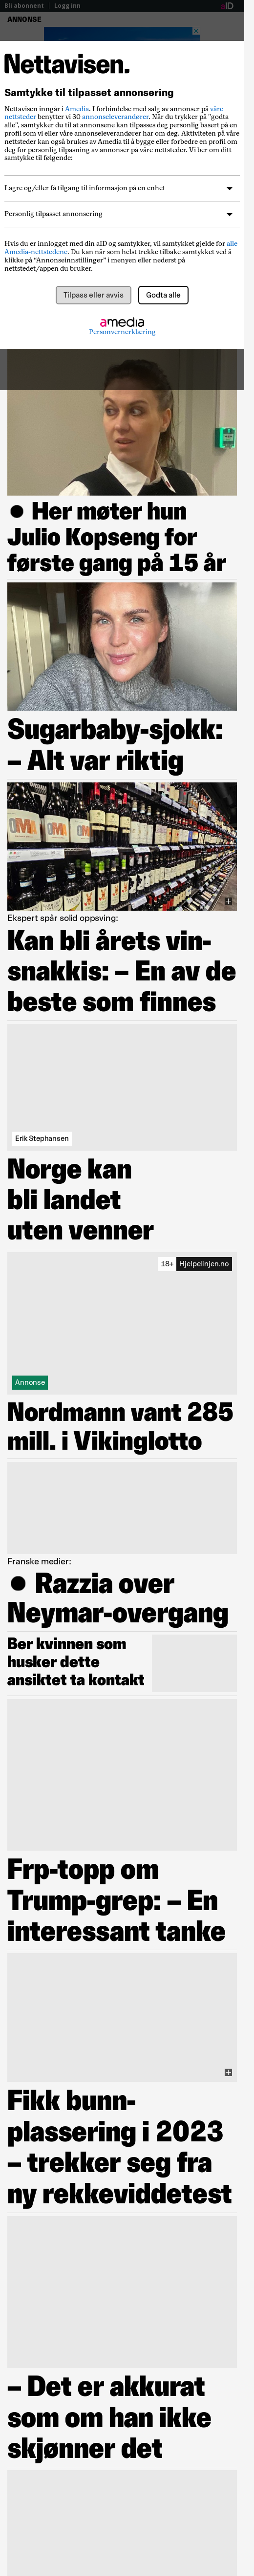 Bli abonnent | Logg inn
aID
ANNONSE
Nettavisen.
Samtykke til tilpasset annonsering
Nettavisen inngår i Amedia. I forbindelse med salg av annonser på våre
nettsteder benytter vi 30 annonseleverandører. Når du trykker på "godta
alle", samtykker du til at annonsene kan tilpasses deg personlig basert på en
profil som vi eller våre annonseleverandører har om deg. Aktiviteten på våre
nettsteder kan også brukes av Amedia til å bygge eller forbedre en profil om
deg for personlig tilpasning av annonser på våre nettsteder. Vi ber om ditt
samtykke til følgende:
Lagre og/eller få tilgang til informasjon på en enhet
Personlig tilpasset annonsering
Hvis du er innlogget med din aID og samtykker, vil samtykket gjelde for alle
Amedia-nettstedene. Du kan når som helst trekke tilbake samtykket ved å
klikke på “Annonseinnstillinger” i menyen eller nederst på
nettstedet/appen du bruker.
Tilpass eller avvis
Godta alle
amedia
Personvernerklæring
● Her møter hun
Julio Kopseng for
første gang på 15 år
Sugarbaby-sjokk:
– Alt var riktig
Ekspert spår solid oppsving:
Kan bli årets vin-
snakkis: – En av de
beste som finnes
Erik Stephansen
Norge kan
bli landet
uten venner
18+ Hjelpelinjen.no
Annonse
Nordmann vant 285
mill. i Vikinglotto
Franske medier:
● Razzia over
Neymar-overgang
Ber kvinnen som
husker dette
ansiktet ta kontakt
Frp-topp om
Trump-grep: – En
interessant tanke
Fikk bunn-
plassering i 2023
– trekker seg fra
ny rekkeviddetest
– Det er akkurat
som om han ikke
skjønner det